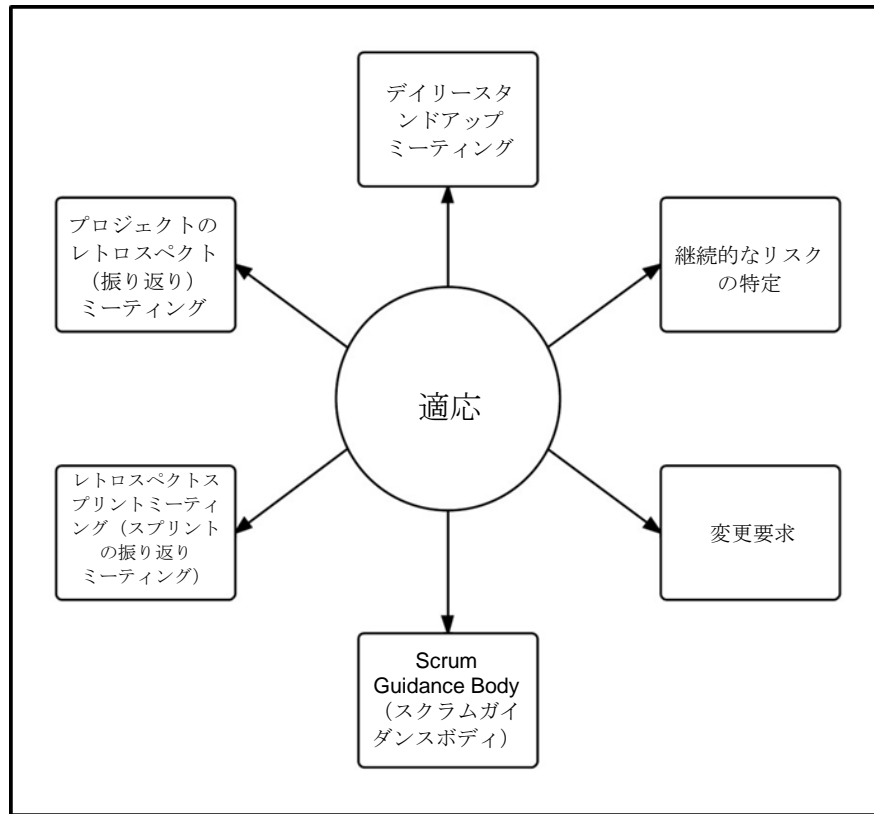 デイリースタ
ンドアップ
ミーティング
プロジェクトの
レトロスペクト
（振り返り）
ミーティング
継続的なリスク
の特定
適応
レトロスペクトス
プリントミーティ
ング（スプリント
の振り返り
ミーティング）
変更要求
Scrum
Guidance Body
（スクラムガイ
ダンスボディ）